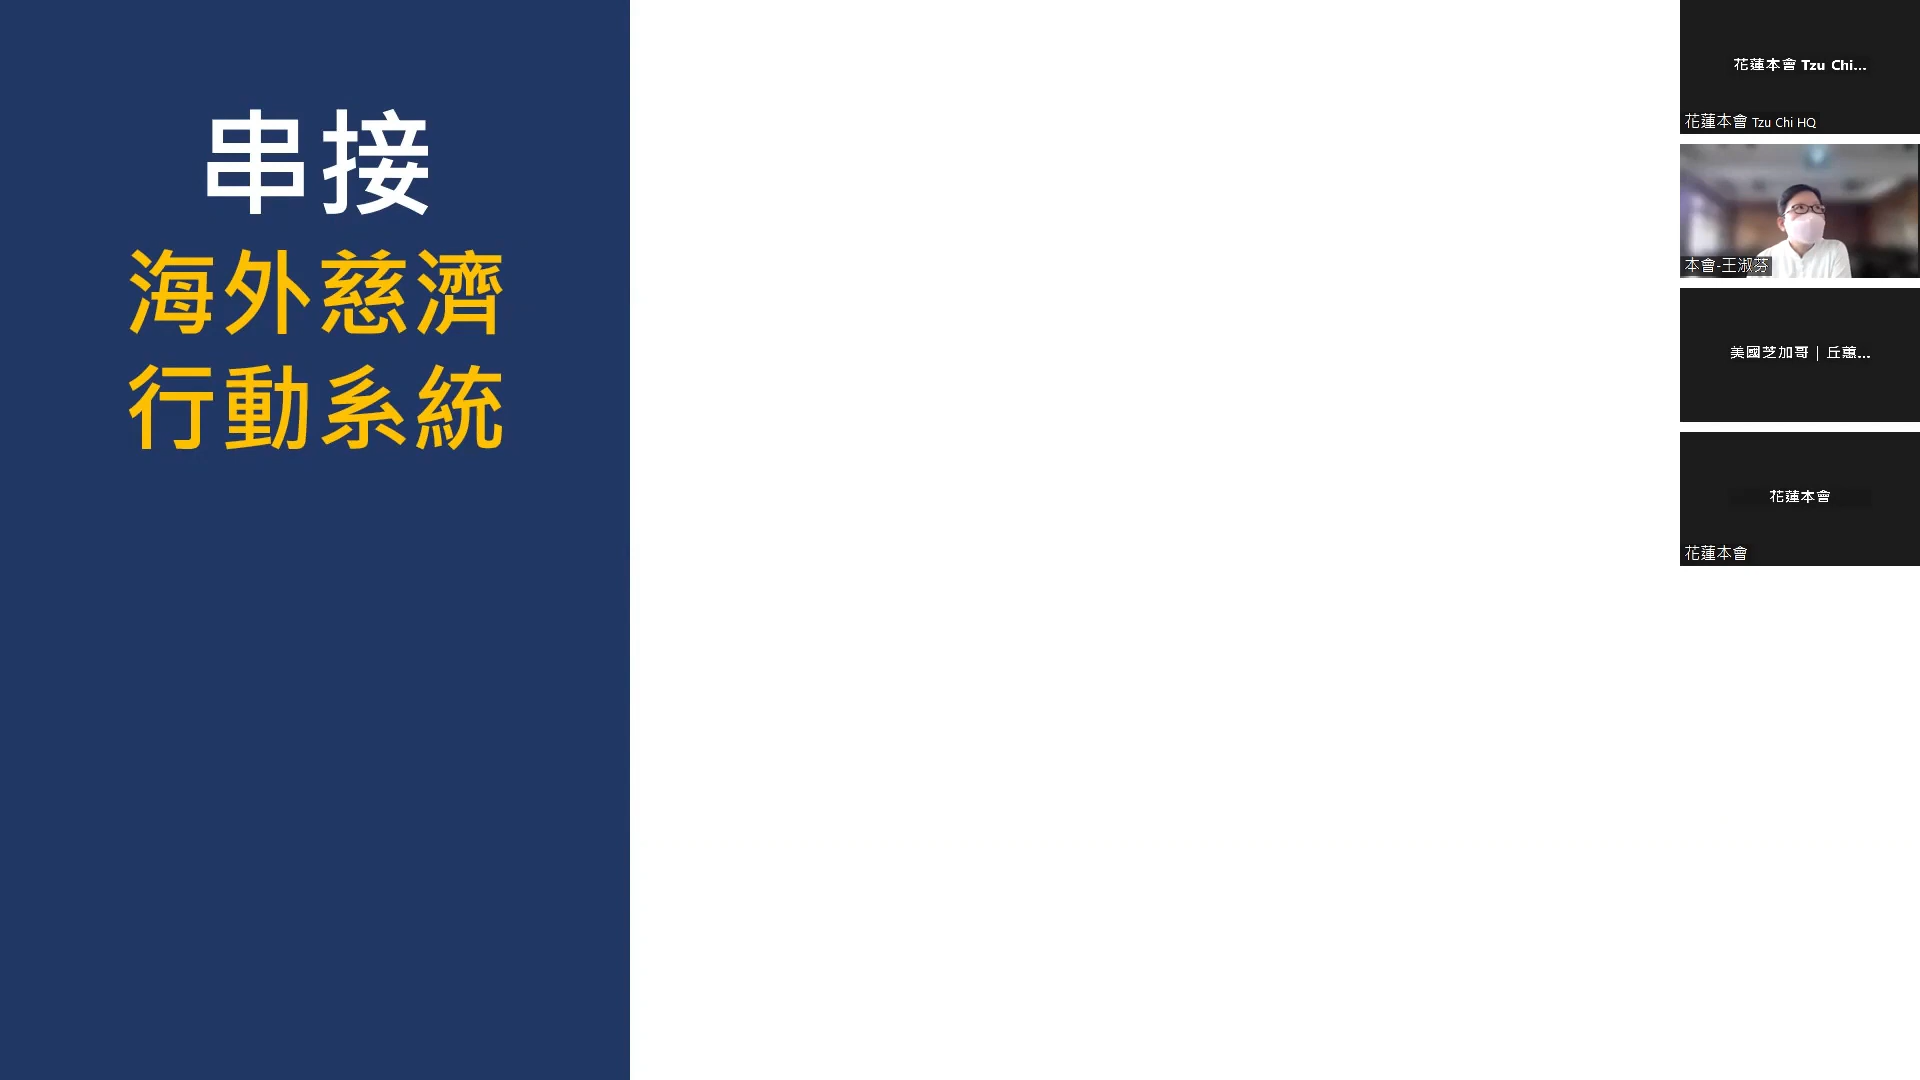 串接
海外慈濟
行動系統
花蓮本會 Tzu Chi...
花蓮本會 Tzu Chi HQ
本會-王淑芬
美國芝加哥｜丘蕙...
花蓮本會
花蓮本會